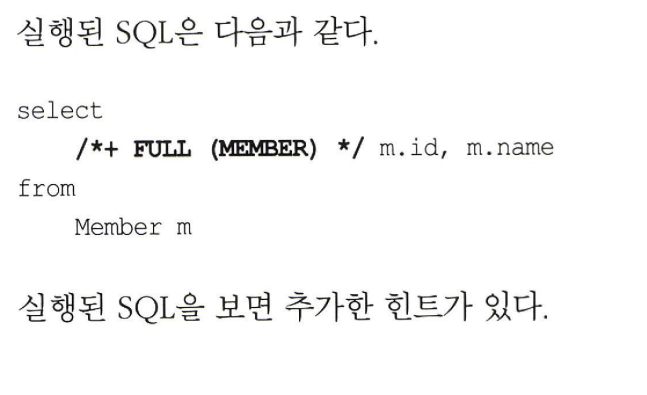 실행된 SQL은 다음과 같다.
select
/*+ FULL (MEMBER) */ m.id, m.name
from
Member m
실행된 SQL을 보면 추가한 힌트가 있다.